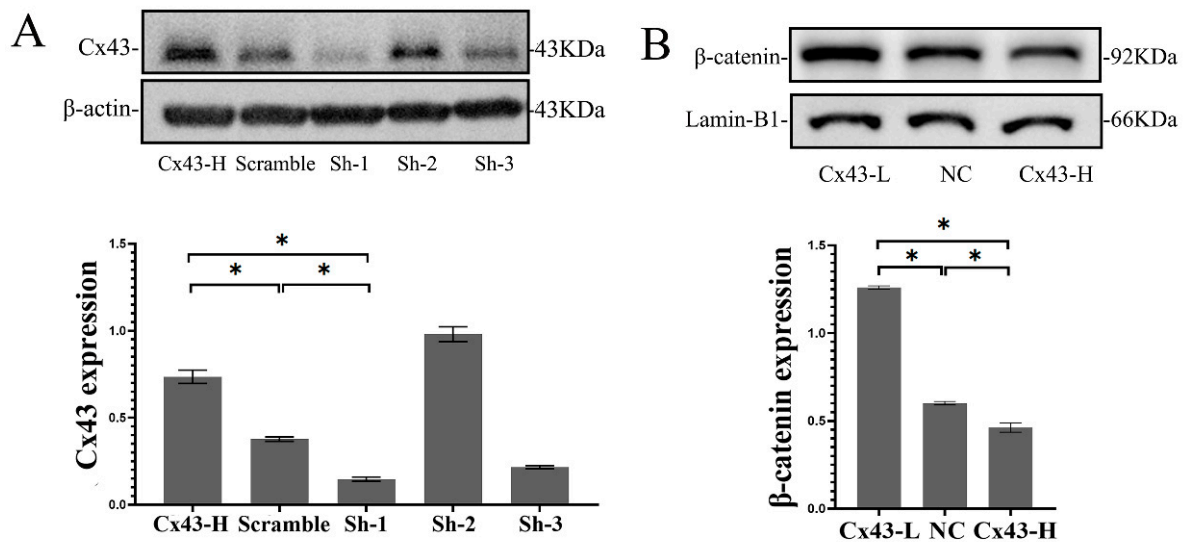 A
Cx43-
-43KDa
β-actin-
-43KDa
Cx43-H Scramble Sh-1 Sh-2 Sh-3
B
β-catenin-
-92KDa
Lamin-B1-
-66KDa
Cx43-L NC Cx43-H
Cx43 expression
1.5
1.0
0.5
0.0
*
* *
Cx43-H Scramble Sh-1 Sh-2 Sh-3
β-catenin expression
1.5
1.0
0.5
0.0
*
* *
Cx43-L NC Cx43-H